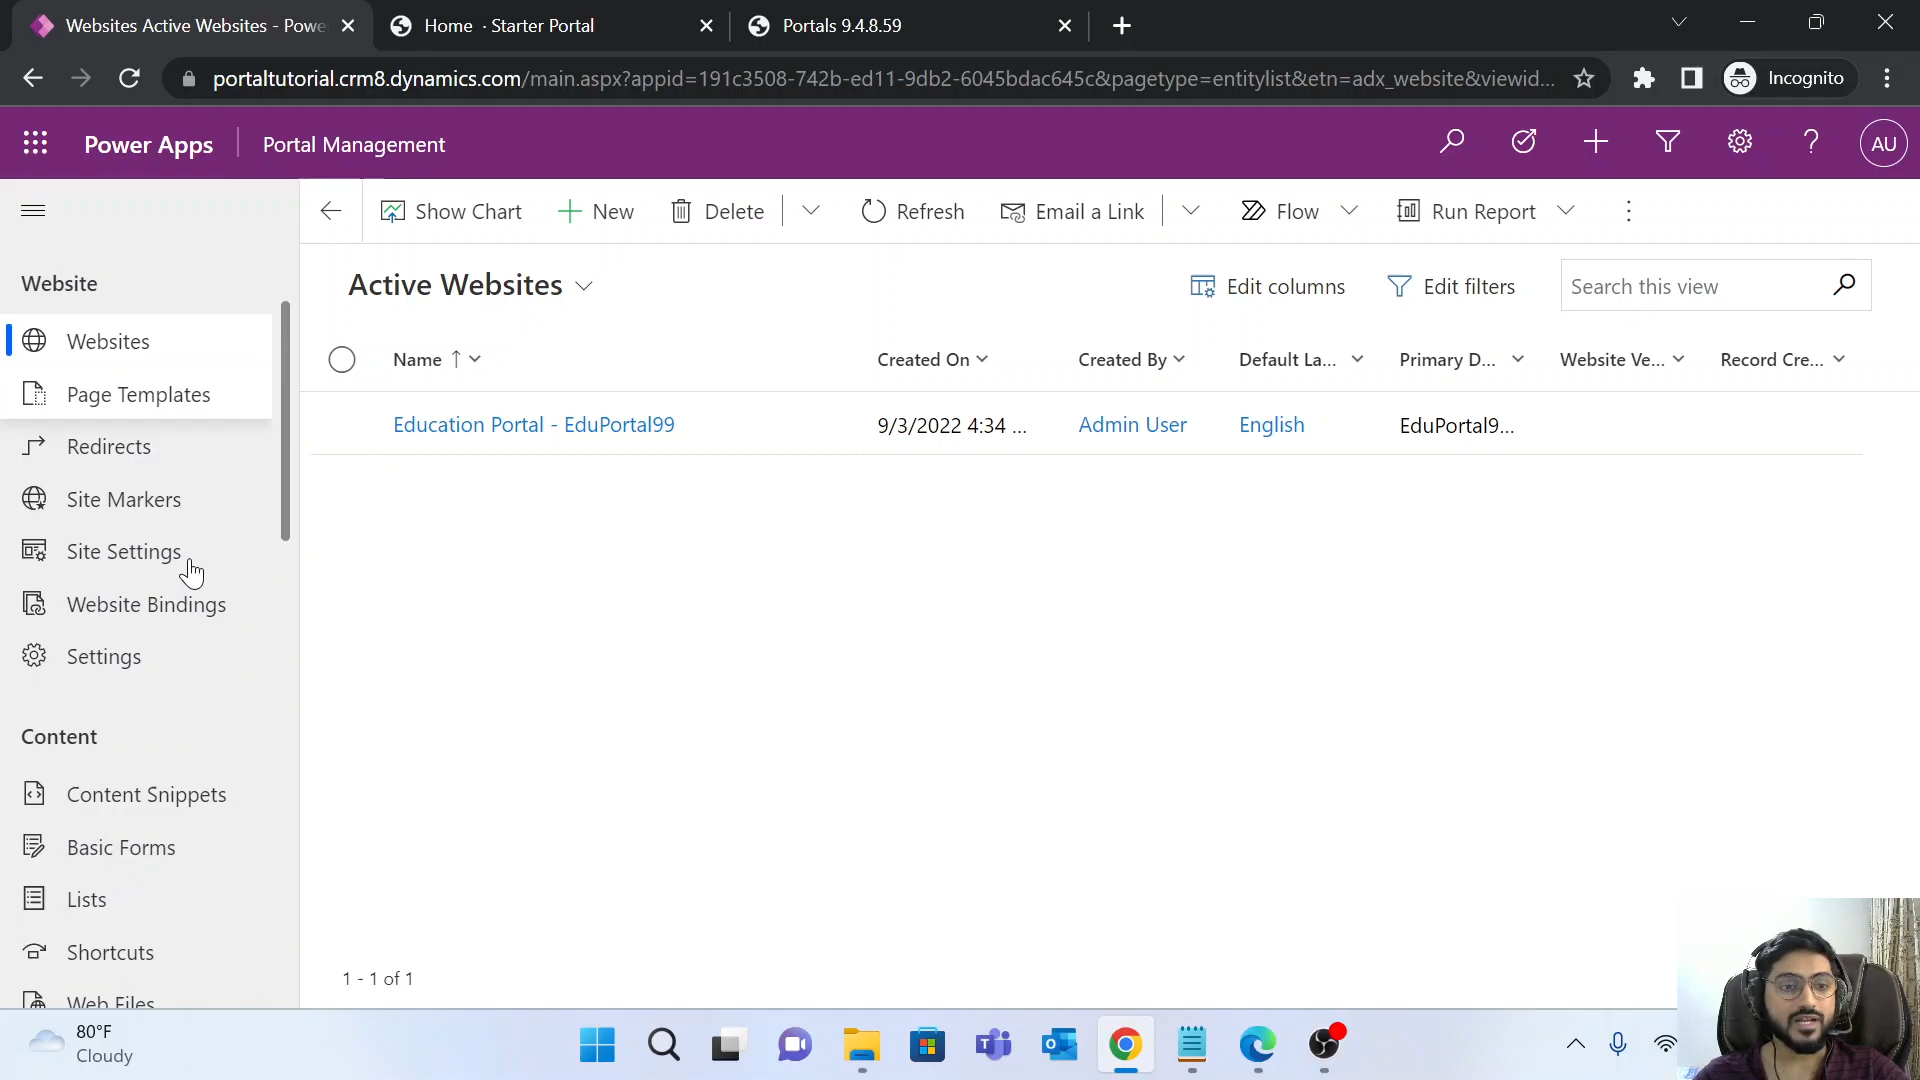 Websites Active Websites - Powe
Home · Starter Portal
Portals 9.4.8.59
portaltutorial.crm8.dynamics.com/main.aspx?appid=191c3508-742b-ed11-9db2-6045bdac645c&pagetype=entitylist&etn=adx_website&viewid...
Incognito
Power Apps
Portal Management
AU
Show Chart
New
Delete
Refresh
Email a Link
Flow
Run Report
Website
Websites
Page Templates
Redirects
Site Markers
Site Settings
Website Bindings
Settings
Content
Content Snippets
Basic Forms
Lists
Shortcuts
Web Files
Active Websites
Edit columns
Edit filters
Search this view
Name
Created On
Created By
Default La...
Primary D...
Website Ve...
Record Cre...
Education Portal - EduPortal99
9/3/2022 4:34 ...
Admin User
English
EduPortal9...
1 - 1 of 1
80°F
Cloudy